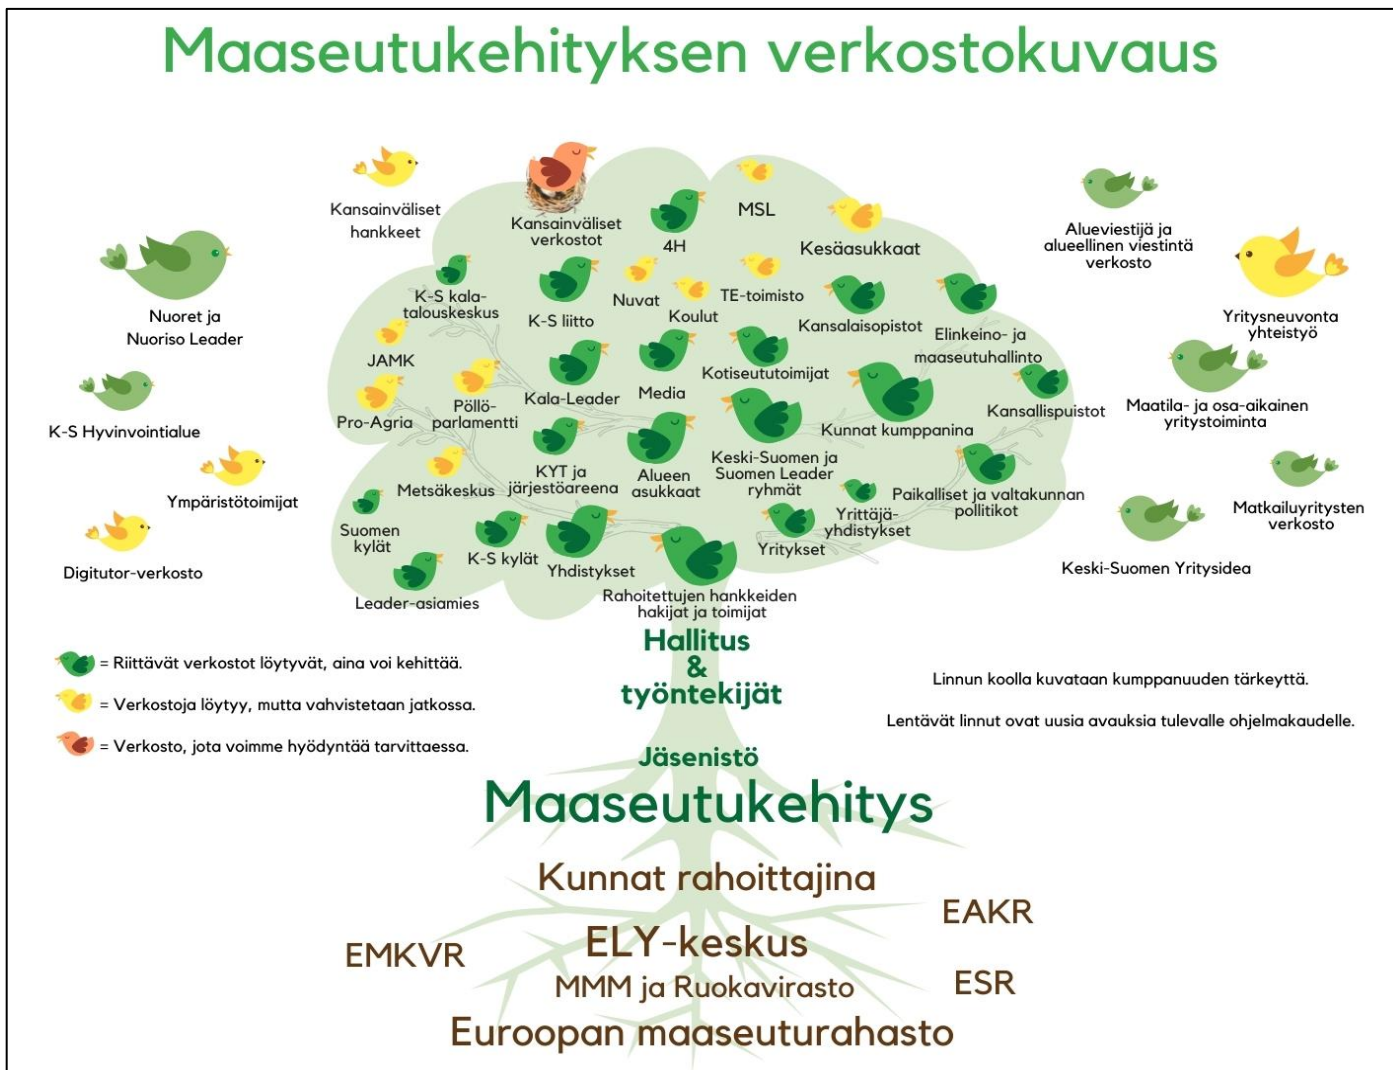 Maaseutukehityksen verkostokuvaus
Kansainväliset
hankkeet
Kansainväliset
verkostot
4H
MSL
Kesäasukkaat
Alueviestijä ja
alueellinen viestintä
verkosto
Nuoret ja
Nuoriso Leader
K-S kala-
talouskeskus
K-S liitto
Nuvat
Koulut
TE-toimisto
Kansalaisopistot
Elinkeino- ja
maaseutuhallinto
Yritysneuvonta
yhteistyö
JAMK
Kala-Leader
Media
Kotiseututoimijat
Kunnat kumppanina
Kansallispuistot
Maatila- ja osa-aikainen
yritystoiminta
K-S Hyvinvointialue
Pro-Agria
Pöllö-
parlamentti
Ympäristötoimijat
Metsäkeskus
KYT ja
järjestöareena
Alueen
asukkaat
Keski-Suomen ja
Suomen Leader
ryhmät
Yrittäjä-
yhdistykset
Paikalliset ja valtakunnan
pollitikot
Matkailuyritysten
verkosto
Digitutor-verkosto
Suomen
kylät
K-S kylät
Yhdistykset
Yritykset
Keski-Suomen Yritysidea
Leader-asiamies
Rahoitettujen hankkeiden
hakijat ja toimijat
Hallitus
&
työntekijät
= Riittävät verkostot löytyvät, aina voi kehittää.
= Verkostoja löytyy, mutta vahvistetaan jatkossa.
= Verkosto, jota voimme hyödyntää tarvittaessa.
Linnun koolla kuvataan kumppanuuden tärkeyttä.
Lentävät linnut ovat uusia avauksia tulevalle ohjelmakaudelle.
Jäsenistö
Maaseutukehitys
Kunnat rahoittajina
EAKR
EMKVR
ELY-keskus
MMM ja Ruokavirasto
ESR
Euroopan maaseuturahasto